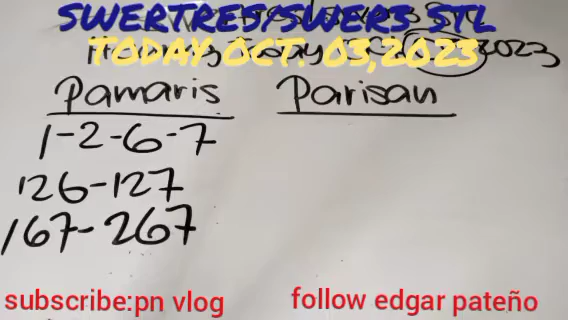 SWERTRES/SWER3 STL
TODAY OCT. 03,2023
2023
Pamaris Parisan
1-2-6-7
126-127
167-267
subscribe:pn vlog follow edgar pateño